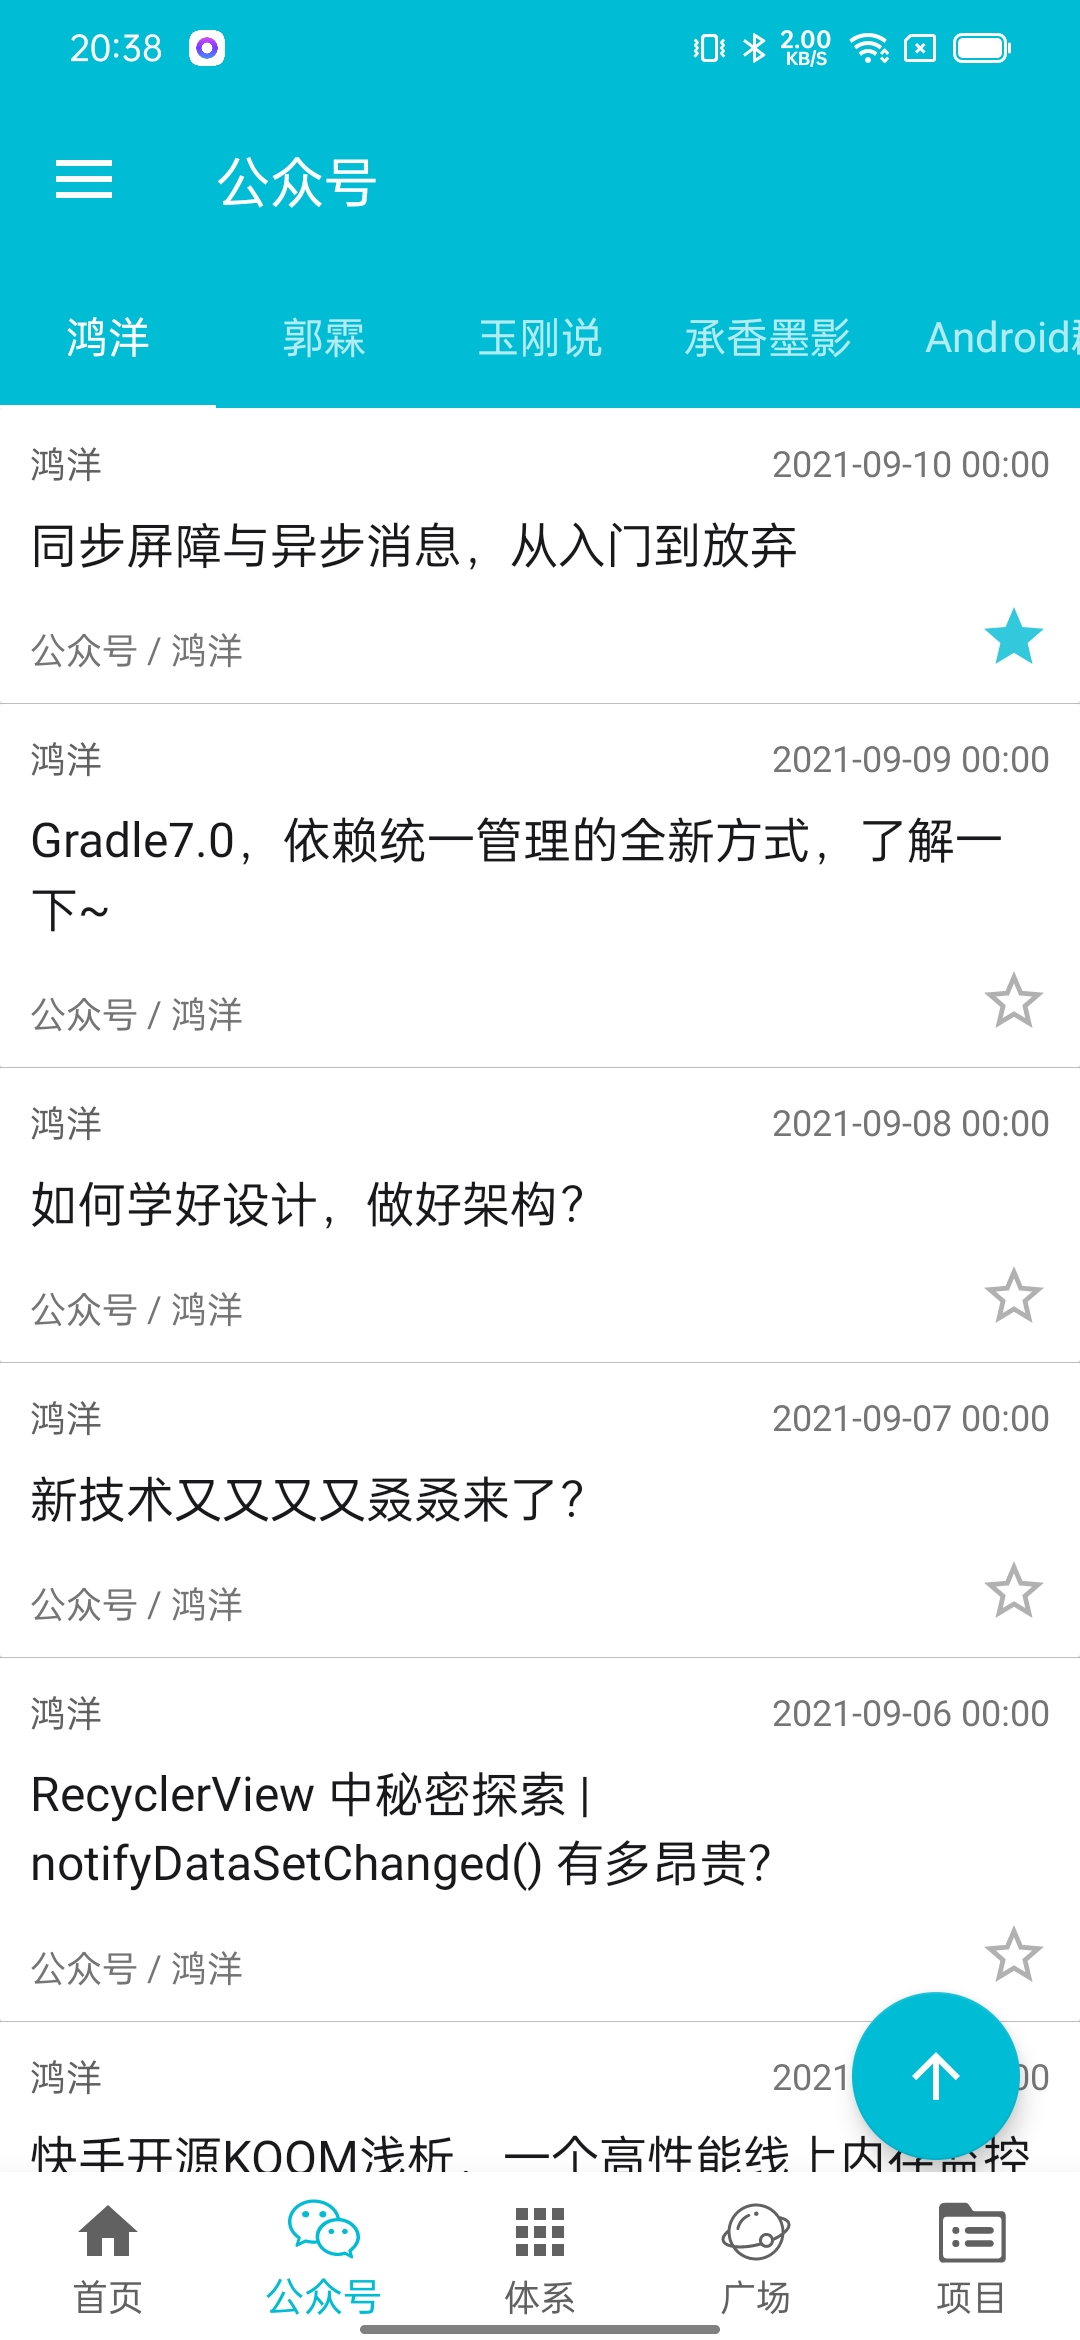 20:38
2.00
KB/S
公众号
鸿洋 郭霖 玉刚说 承香墨影 Android
鸿洋 2021-09-10 00:00
同步屏障与异步消息，从入门到放弃
公众号 / 鸿洋
鸿洋 2021-09-09 00:00
Gradle7.0，依赖统一管理的全新方式，了解一
下~
公众号 / 鸿洋
鸿洋 2021-09-08 00:00
如何学好设计，做好架构？
公众号 / 鸿洋
鸿洋 2021-09-07 00:00
新技术又又又又叒叒来了？
公众号 / 鸿洋
鸿洋 2021-09-06 00:00
RecyclerView 中秘密探索 |
notifyDataSetChanged() 有多昂贵？
公众号 / 鸿洋
鸿洋 2021 00
快手开源KOOM浅析，一个高性能线上内存监控
首页 公众号 体系 广场 项目